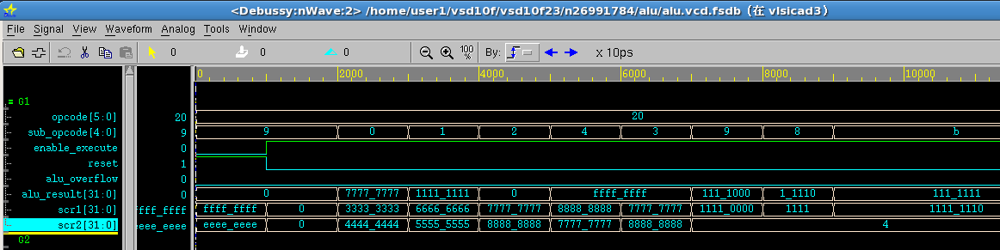 <Debussy:nWave:2> /home/user1/vsd10f/vsd10f23/n26991784/alu/alu.vcd.fsdb (在 vlsicad3)
File Signal View Waveform Analog Tools Window
0 0 0 100 % By: x 10ps
0 2000 4000 6000 8000 10000
G1
opcode[5:0] 20 20
sub_opcode[4:0] 9 9 0 1 2 4 3 9 8 b
enable_execute 0
reset 1
alu_overflow 0
alu_result[31:0] 0 0 7777_7777 1111_1111 0 ffff_ffff 111_1000 1_1110 111_1111
scr1[31:0] ffff_ffff ffff_ffff 0 3333_3333 6666_6666 7777_7777 8888_8888 7777_7777 1111_0000 1111 1111_1110
scr2[31:0] eeee_eeee eeee_eeee 0 4444_4444 5555_5555 8888_8888 7777_7777 8888_8888 4
G2